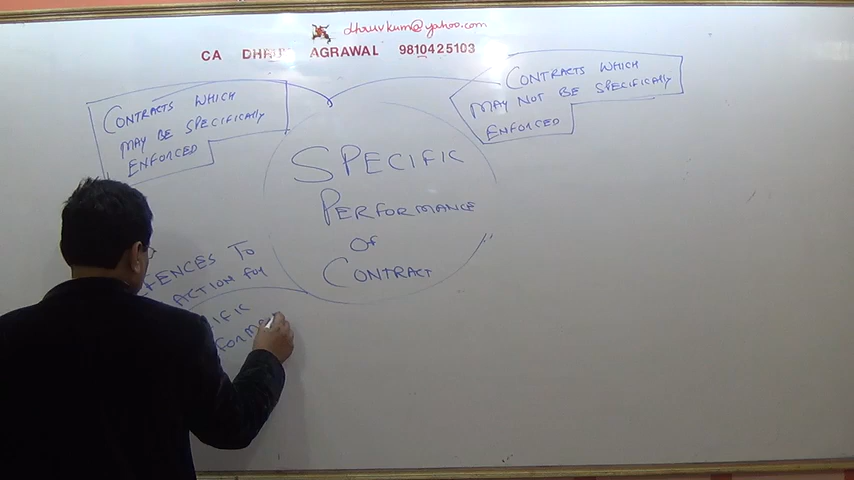 dhruvkum@yahoo.com
CA DHRUV AGRAWAL 9810425103
CONTRACTS WHICH
MAY BE SPECIFICALLY
ENFORCED
CONTRACTS WHICH
MAY NOT BE SPECIFICALLY
ENFORCED
SPECIFIC
PERFORMANCE
OF
CONTRACT
TO
ACTION FOR